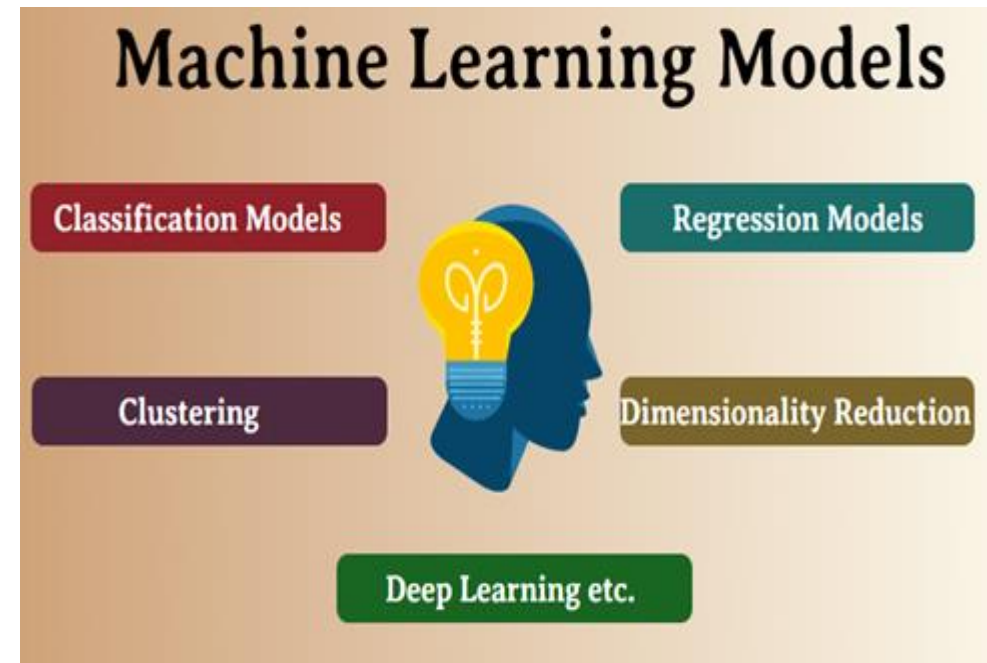 Machine Learning Models
Classification Models
Regression Models
Clustering
Dimensionality Reduction
Deep Learning etc.